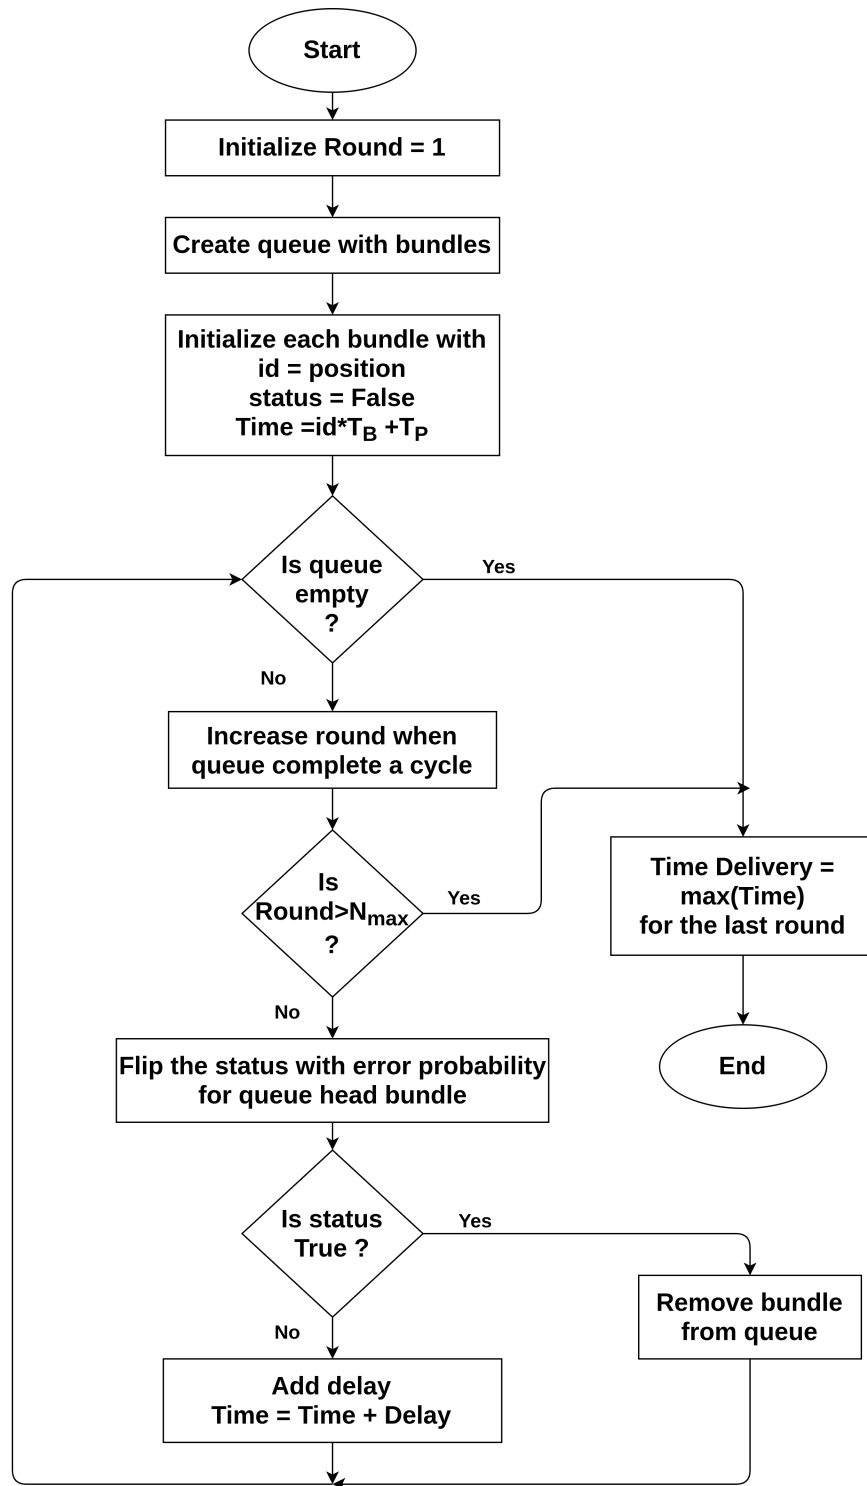 Start
Initialize Round = 1
Create queue with bundles
Initialize each bundle with
id = position
status = False
Time =id*T_B +T_P
Is queue
empty
?
Yes
No
Increase round when
queue complete a cycle
Is
Round>N_max
?
Yes
No
Time Delivery =
max(Time)
for the last round
Flip the status with error probability
for queue head bundle
End
Is status
True ?
Yes
No
Remove bundle
from queue
Add delay
Time = Time + Delay